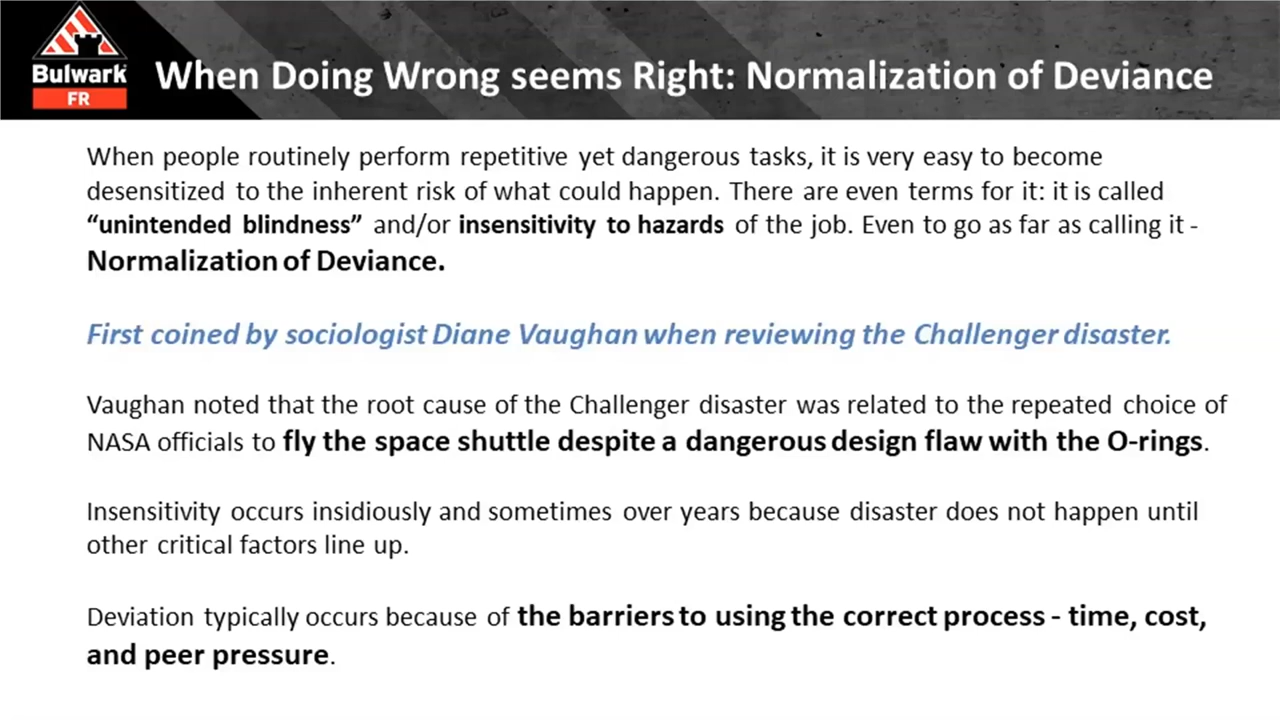 Bulwark
FR
When Doing Wrong seems Right: Normalization of Deviance
When people routinely perform repetitive yet dangerous tasks, it is very easy to become
desensitized to the inherent risk of what could happen. There are even terms for it: it is called
“unintended blindness” and/or insensitivity to hazards of the job. Even to go as far as calling it -
Normalization of Deviance.
First coined by sociologist Diane Vaughan when reviewing the Challenger disaster.
Vaughan noted that the root cause of the Challenger disaster was related to the repeated choice of
NASA officials to fly the space shuttle despite a dangerous design flaw with the O-rings.
Insensitivity occurs insidiously and sometimes over years because disaster does not happen until
other critical factors line up.
Deviation typically occurs because of the barriers to using the correct process - time, cost,
and peer pressure.